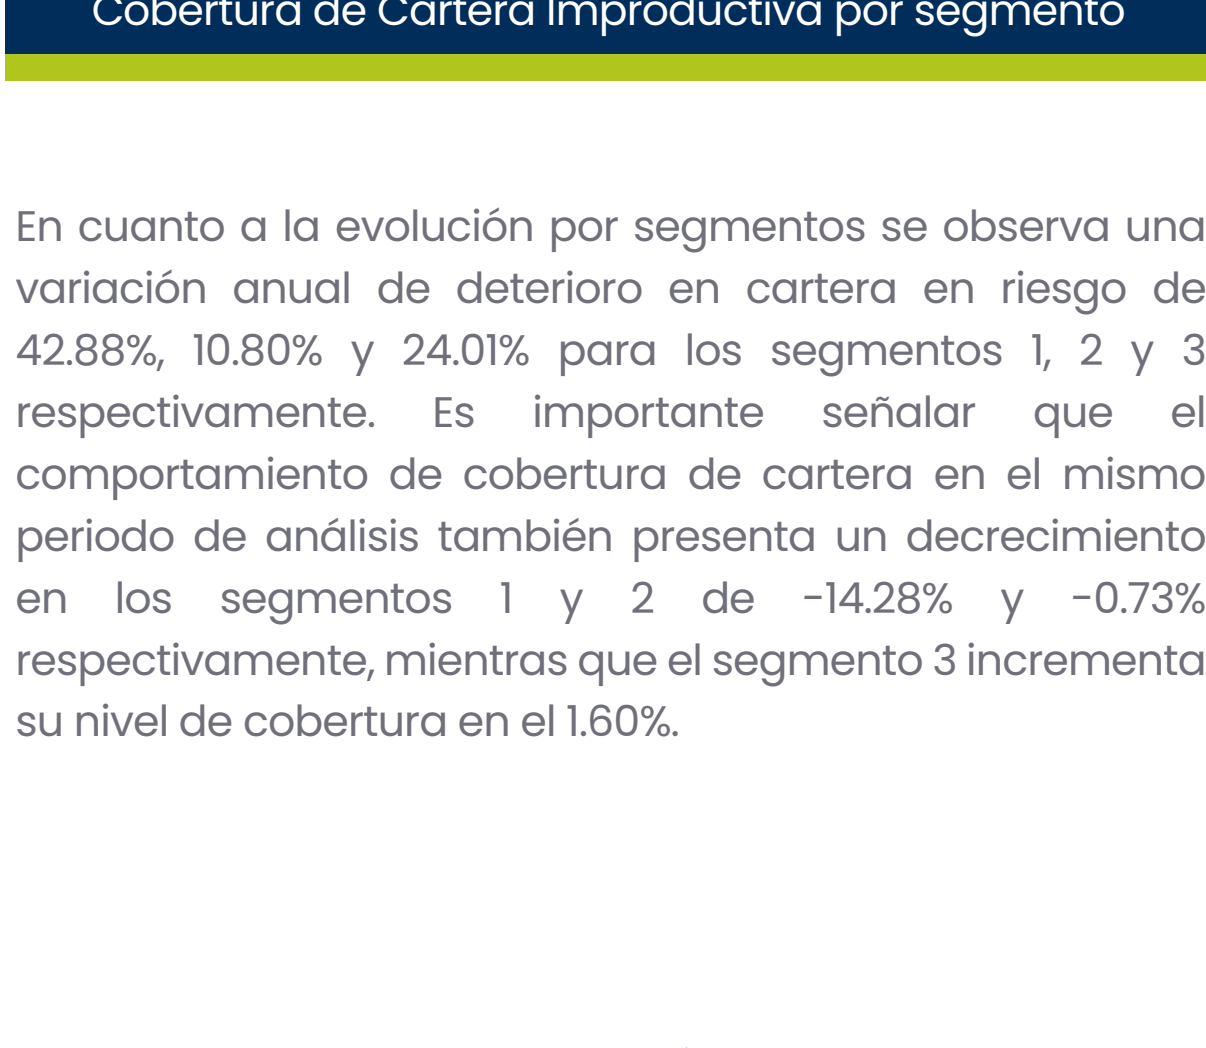 Cobertura de Cartera Improductiva por segmento
En cuanto a la evolución por segmentos se observa una
variación anual de deterioro en cartera en riesgo de
42.88%, 10.80% y 24.01% para los segmentos 1, 2 y 3
respectivamente. Es importante señalar que el
comportamiento de cobertura de cartera en el mismo
periodo de análisis también presenta un decrecimiento
en los segmentos 1 y 2 de -14.28% y -0.73%
respectivamente, mientras que el segmento 3 incrementa
su nivel de cobertura en el 1.60%.